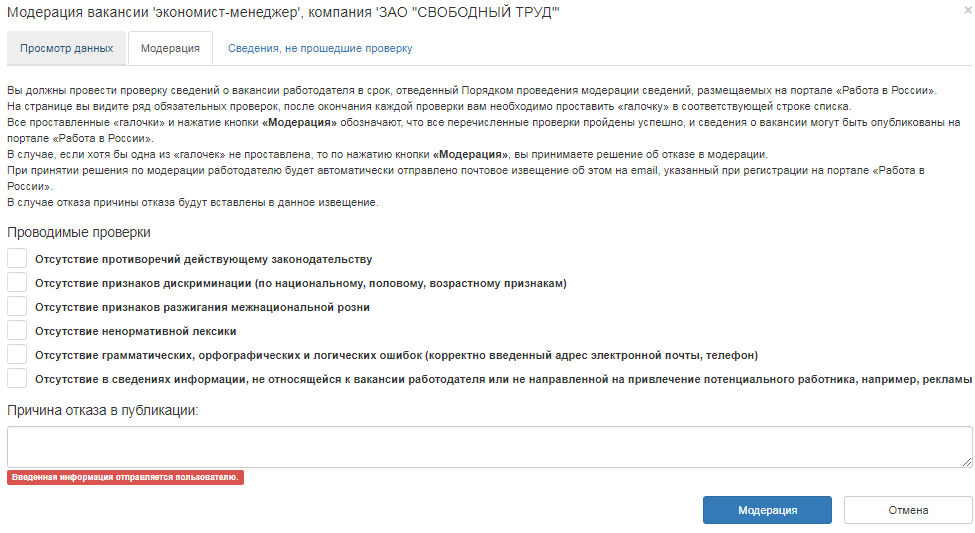 Модерация вакансии 'экономист-менеджер', компания 'ЗАО "СВОБОДНЫЙ ТРУД"'
×
Просмотр данных Модерация Сведения, не прошедшие проверку
Вы должны провести проверку сведений о вакансии работодателя в срок, отведенный Порядком проведения модерации сведений, размещаемых на портале «Работа в России».
На странице вы видите ряд обязательных проверок, после окончания каждой проверки вам необходимо проставить «галочку» в соответствующей строке списка.
Все проставленные «галочки» и нажатие кнопки «Модерация» обозначают, что все перечисленные проверки пройдены успешно, и сведения о вакансии могут быть опубликованы на
портале «Работа в России».
В случае, если хотя бы одна из «галочек» не проставлена, то по нажатию кнопки «Модерация», вы принимаете решение об отказе в модерации.
При принятии решения по модерации работодателю будет автоматически отправлено почтовое извещение об этом на email, указанный при регистрации на портале «Работа в
России».
В случае отказа причины отказа будут вставлены в данное извещение.
Проводимые проверки
Отсутствие противоречий действующему законодательству
Отсутствие признаков дискриминации (по национальному, половому, возрастному признакам)
Отсутствие признаков разжигания межнациональной розни
Отсутствие ненормативной лексики
Отсутствие грамматических, орфографических и логических ошибок (корректно введенный адрес электронной почты, телефон)
Отсутствие в сведениях информации, не относящейся к вакансии работодателя или не направленной на привлечение потенциального работника, например, рекламы
Причина отказа в публикации:
Введенная информация отправляется пользователю.
Модерация Отмена